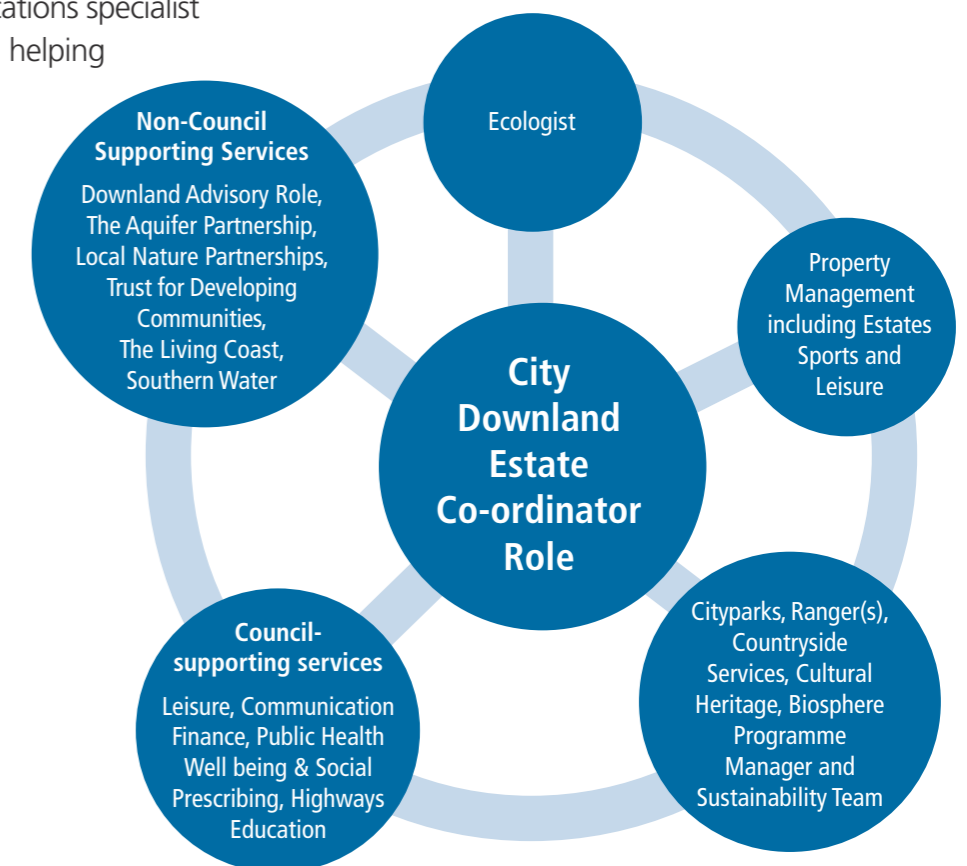 specialist
helping
Ecologist
Non-Council
Supporting Services
Downland Advisory Role,
The Aquifer Partnership,
Local Nature Partnerships,
Trust for Developing
Communities,
The Living Coast,
Southern Water
Property
Management
including Estates
Sports and
Leisure
City
Downland
Estate
Co-ordinator
Role
Council-
supporting services
Leisure, Communication
Finance, Public Health
Well being & Social
Prescribing, Highways
Education
Cityparks, Ranger(s),
Countryside
Services, Cultural
Heritage, Biosphere
Programme
Manager and
Sustainability Team